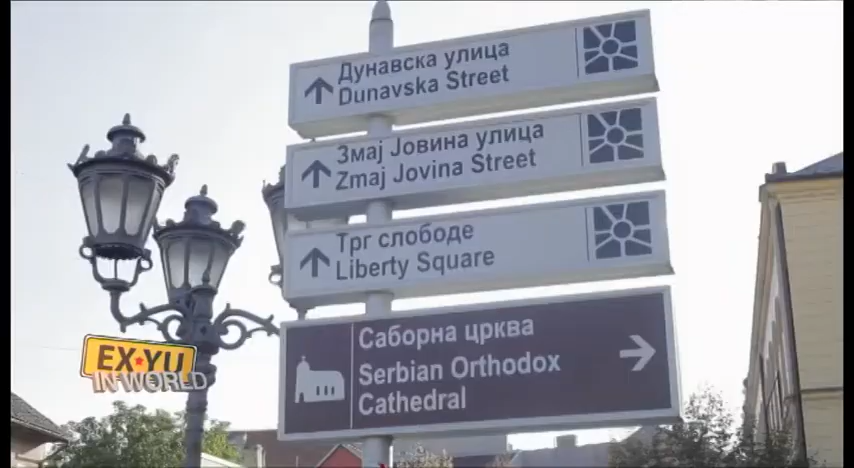 Дунавска улица
Dunavska Street
Змај Јовина улица
Zmaj Jovina Street
Трг слободе
Liberty Square
Саборна црква
Serbian Orthodox
Cathedral
EX★YU
IN WORLD